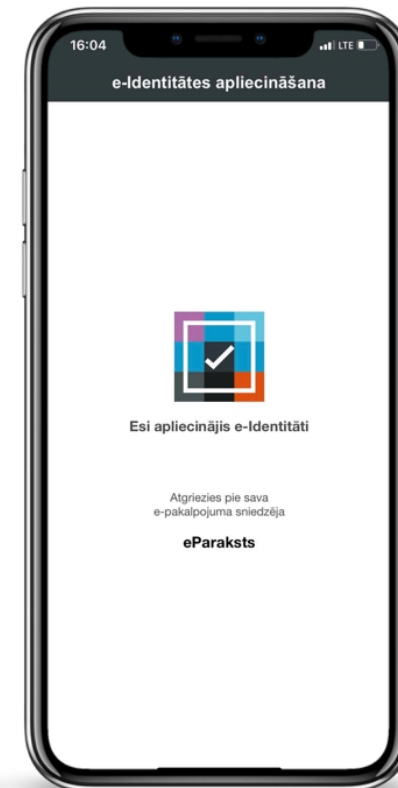 16:04
LTE
e-Identitātes apliecināšana
Esi apliecinājis e-Identitāti
Atgriezies pie sava
e-pakalpojuma sniedzēja
eParaksts